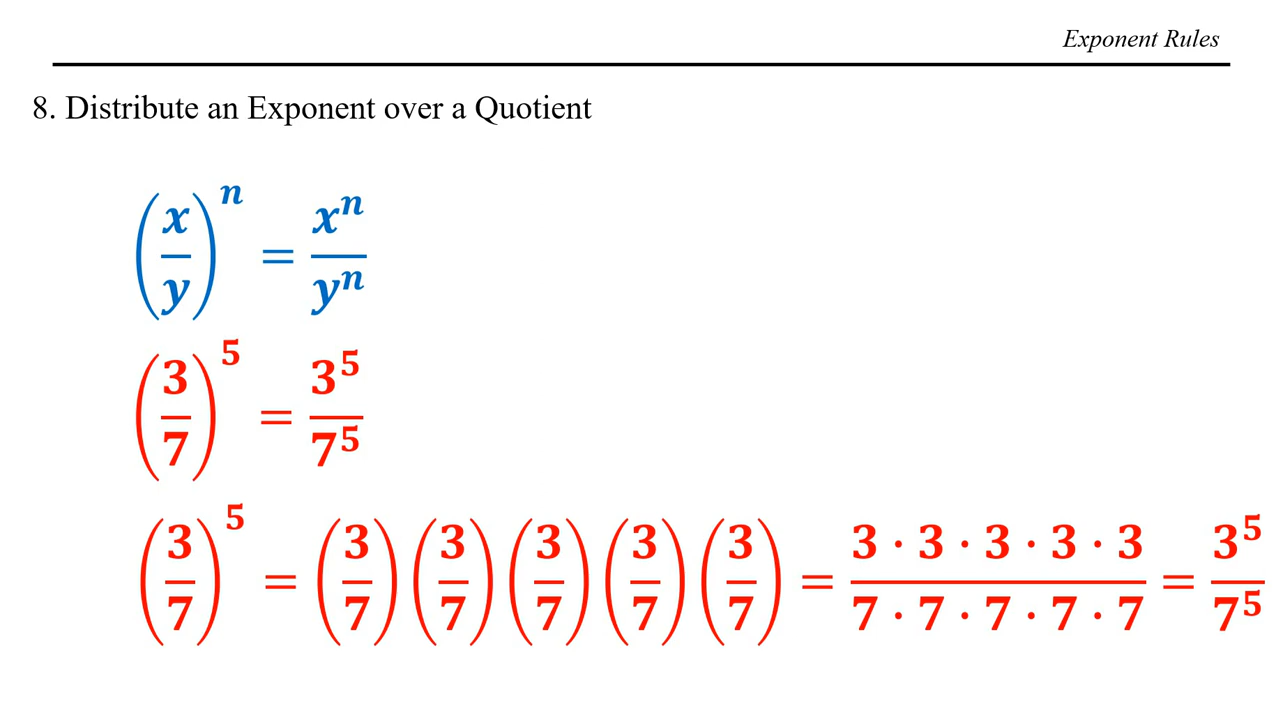 Exponent Rules
8. Distribute an Exponent over a Quotient
(x/y)^n = x^n/y^n
(3/7)^5 = 3^5/7^5
(3/7)^5 = (3/7)(3/7)(3/7)(3/7)(3/7) = (3 · 3 · 3 · 3 · 3)/(7 · 7 · 7 · 7 · 7) = 3^5/7^5